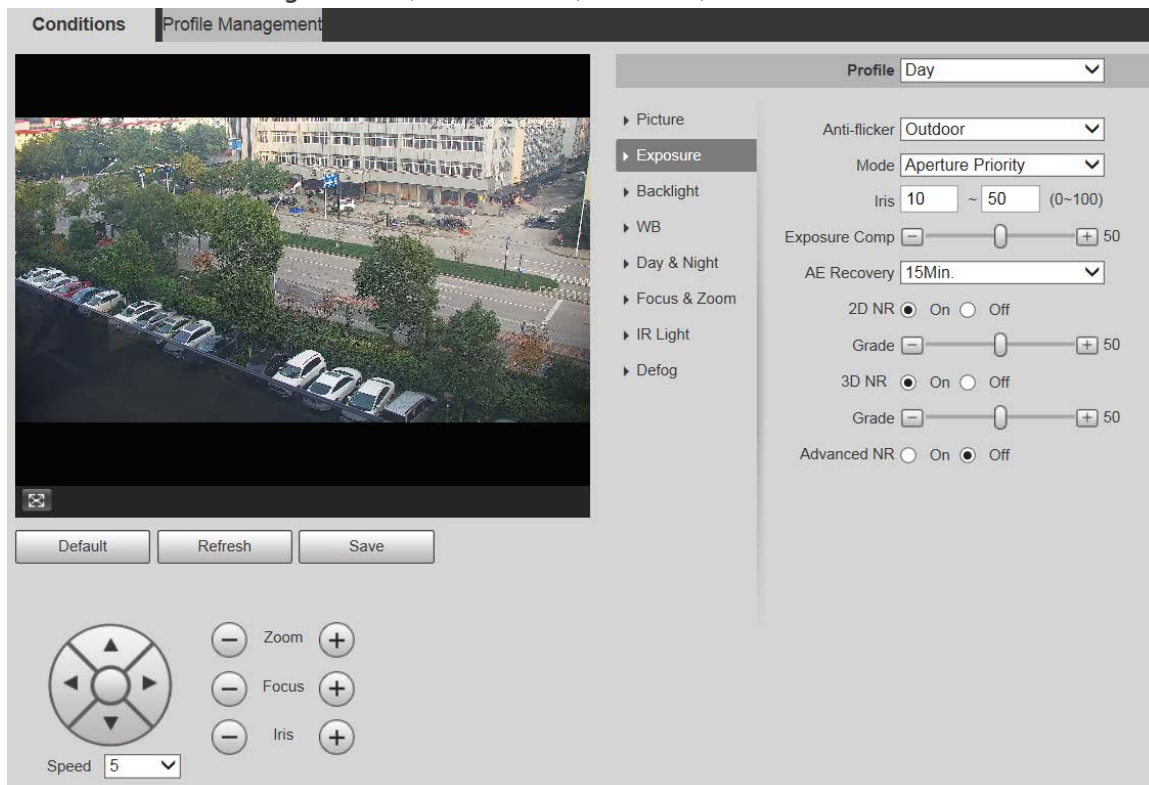 Conditions Profile Management
Profile Day
Picture
Exposure
Backlight
WB
Day & Night
Focus & Zoom
IR Light
Defog
Anti-flicker Outdoor
Mode Aperture Priority
Iris 10 ~ 50 (0~100)
Exposure Comp 50
AE Recovery 15Min.
2D NR On Off
Grade 50
3D NR On Off
Grade 50
Advanced NR On Off
Default Refresh Save
Zoom
Focus
Iris
Speed 5